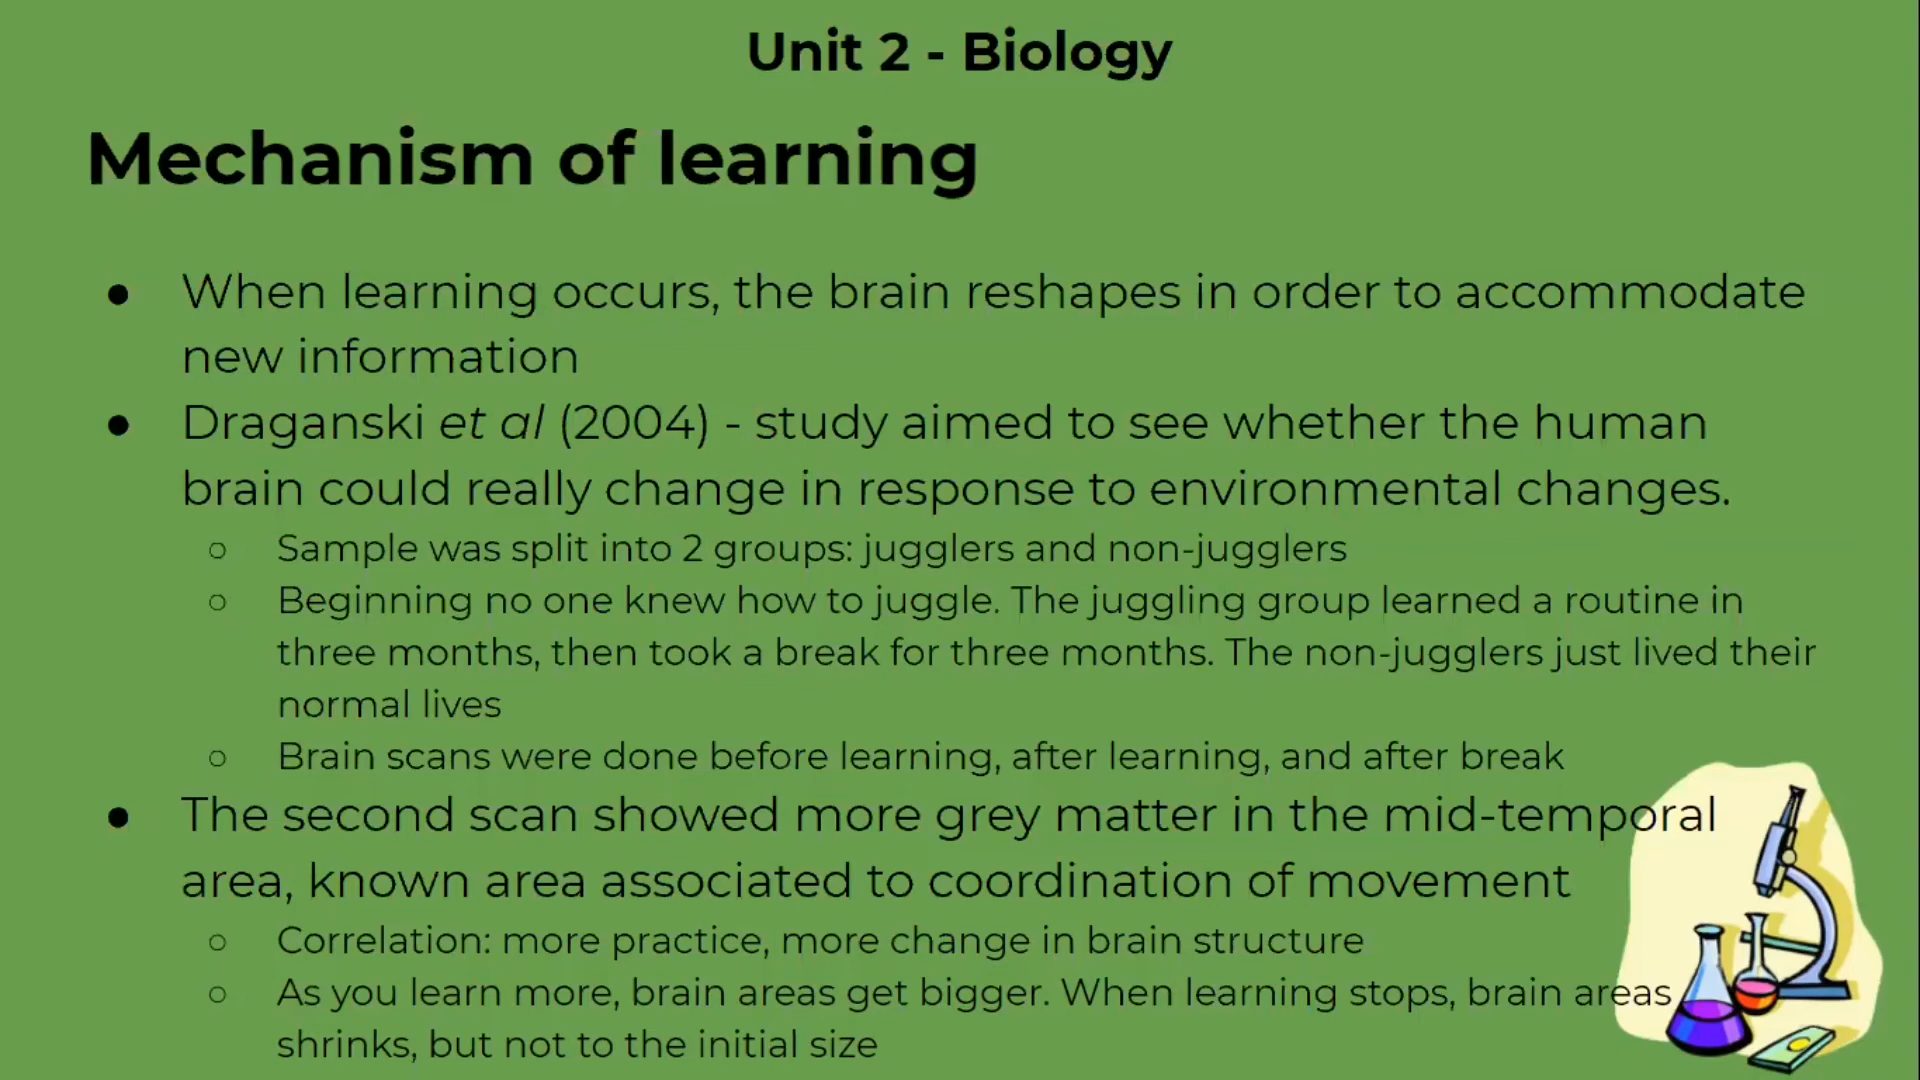 Unit 2 - Biology
Mechanism of learning
● When learning occurs, the brain reshapes in order to accommodate
new information
● Draganski et al (2004) - study aimed to see whether the human
brain could really change in response to environmental changes.
○ Sample was split into 2 groups: jugglers and non-jugglers
○ Beginning no one knew how to juggle. The juggling group learned a routine in
three months, then took a break for three months. The non-jugglers just lived their
normal lives
○ Brain scans were done before learning, after learning, and after break
● The second scan showed more grey matter in the mid-temporal
area, known area associated to coordination of movement
○ Correlation: more practice, more change in brain structure
○ As you learn more, brain areas get bigger. When learning stops, brain areas
shrinks, but not to the initial size